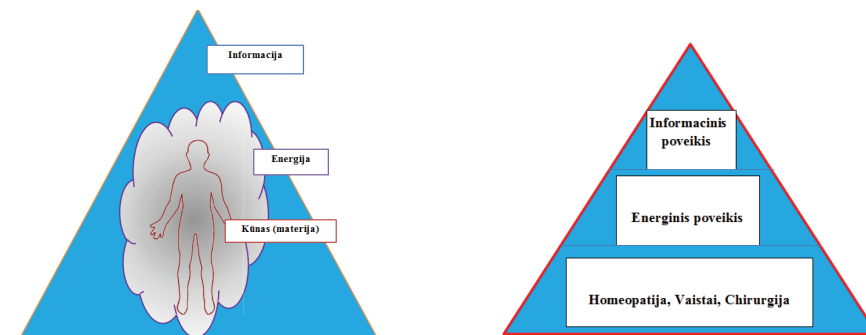 Informacija
Energija
Kūnas (materija)
Informacinis
poveikis
Energinis poveikis
Homeopatija, Vaistai, Chirurgija